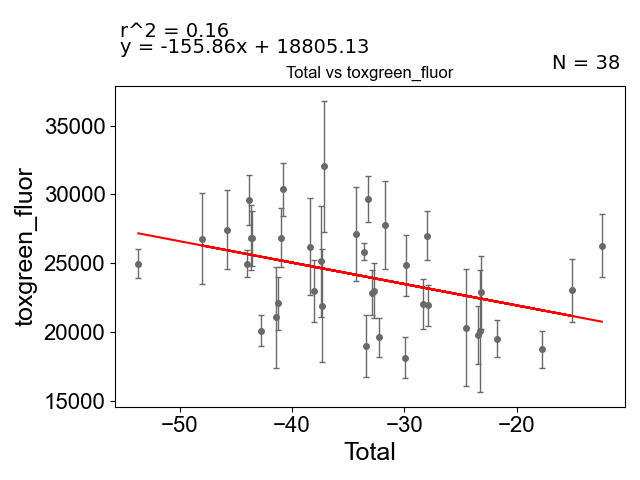 r^2 = 0.16
y = -155.86x + 18805.13
N = 38
Total vs toxgreen_fluor
35000
30000
25000
20000
15000
toxgreen_fluor
−50
−40
−30
−20
Total